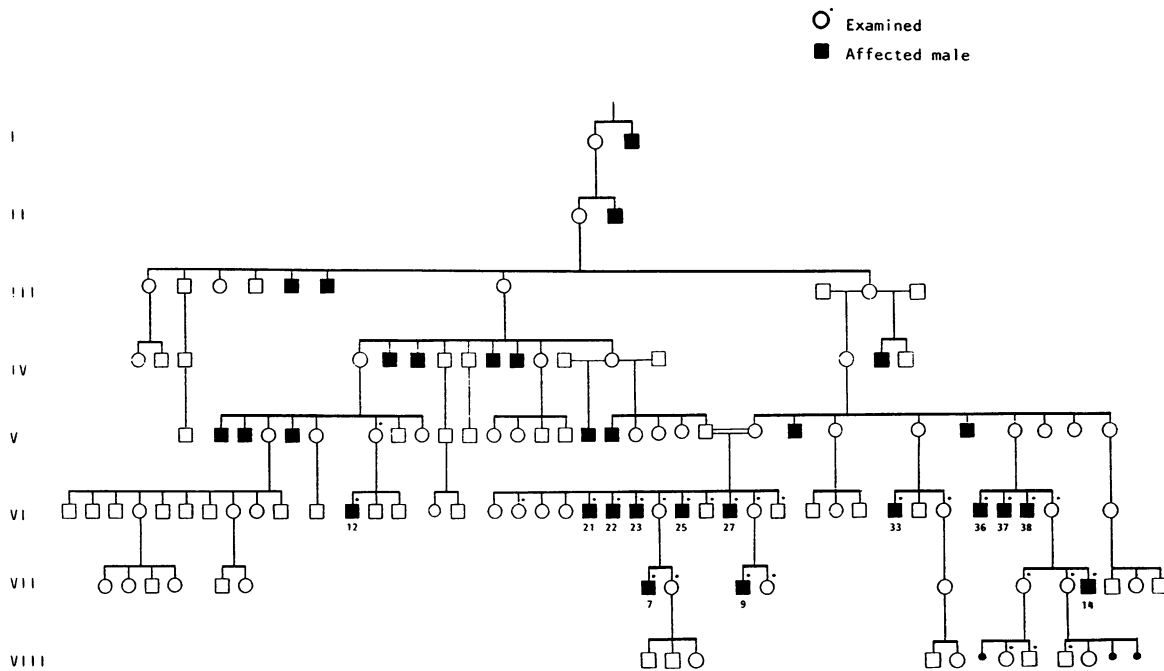 Examined
Affected male
I
II
III
IV
V
12 21 22 23 25 27 33 36 37 38
VI
7 9 14
VII
VIII